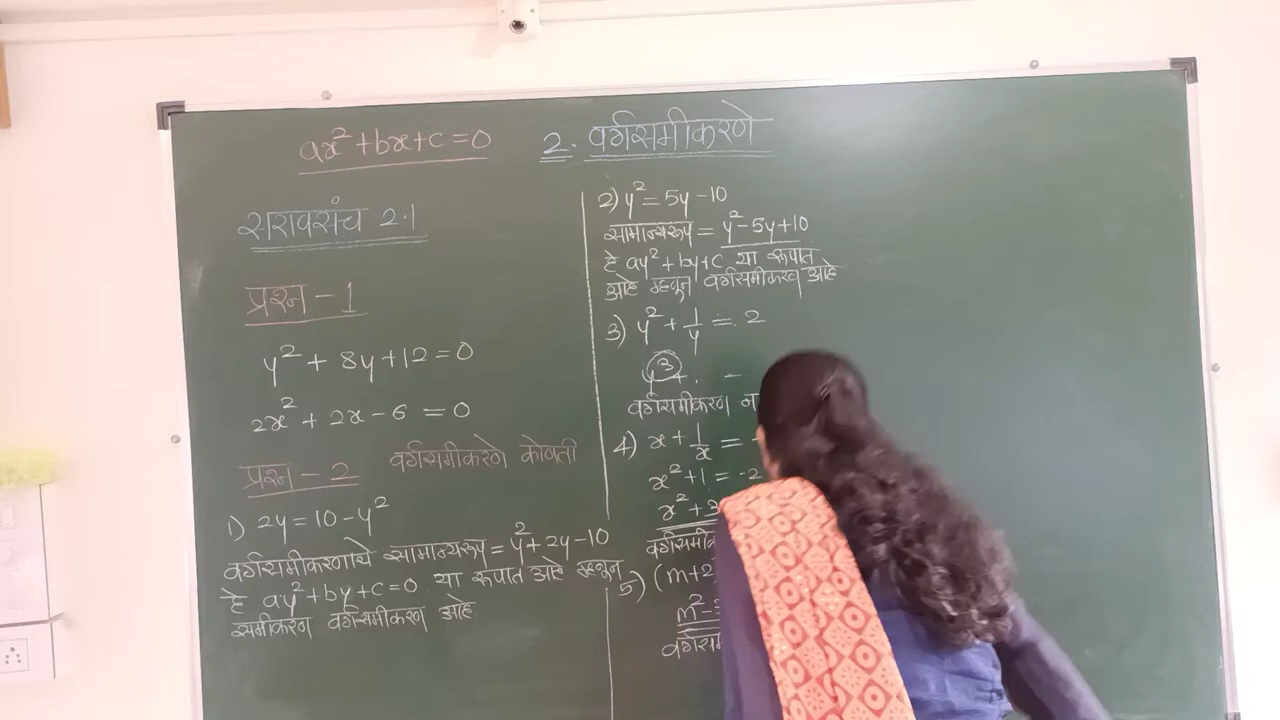 ax²+bx+c=0
2. वर्गसमीकरणे
सरावसंच 2.1
प्रश्न - 1
y² + 8y+12=0
2x² + 2x - 6 = 0
प्रश्न - 2 वर्गसमीकरणे कोणती
1) 2y = 10 - y²
वर्गसमीकरणाचे सामान्यरूप = y²+2y-10
हे ay²+by+c=0 या रूपात आहे म्हणून
समीकरण वर्गसमीकरण आहे
2) y² = 5y - 10
सामान्यरूप = y²-5y+10
हे ay²+by+c या रूपात
आहे म्हणून वर्गसमीकरण आहे
3) y² + 1/y = 2
3
वर्गसमीकरण
4) x + 1/x =
x²+1 = -2
वर्गसमी
5) (m+2
m²-
वर्गसम